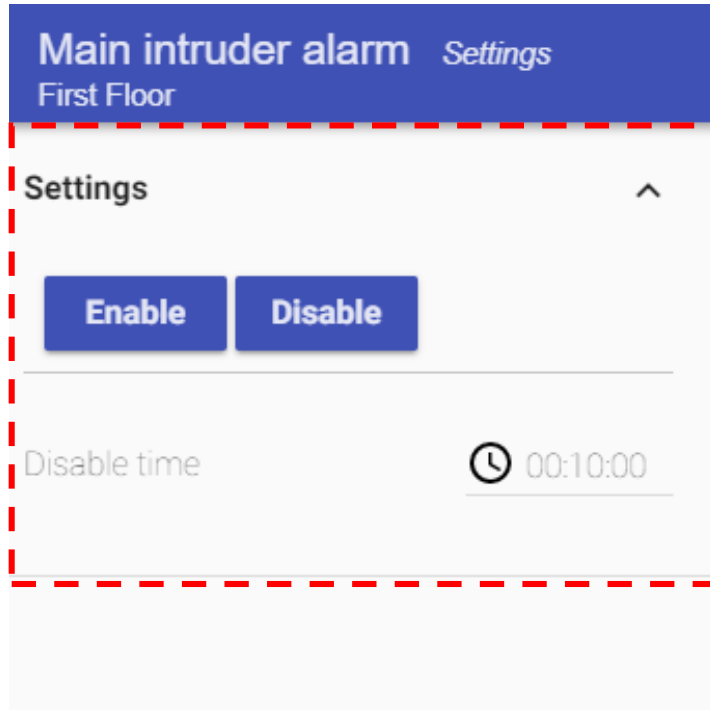 Main intruder alarm Settings
First Floor
Settings
Enable Disable
Disable time 00:10:00